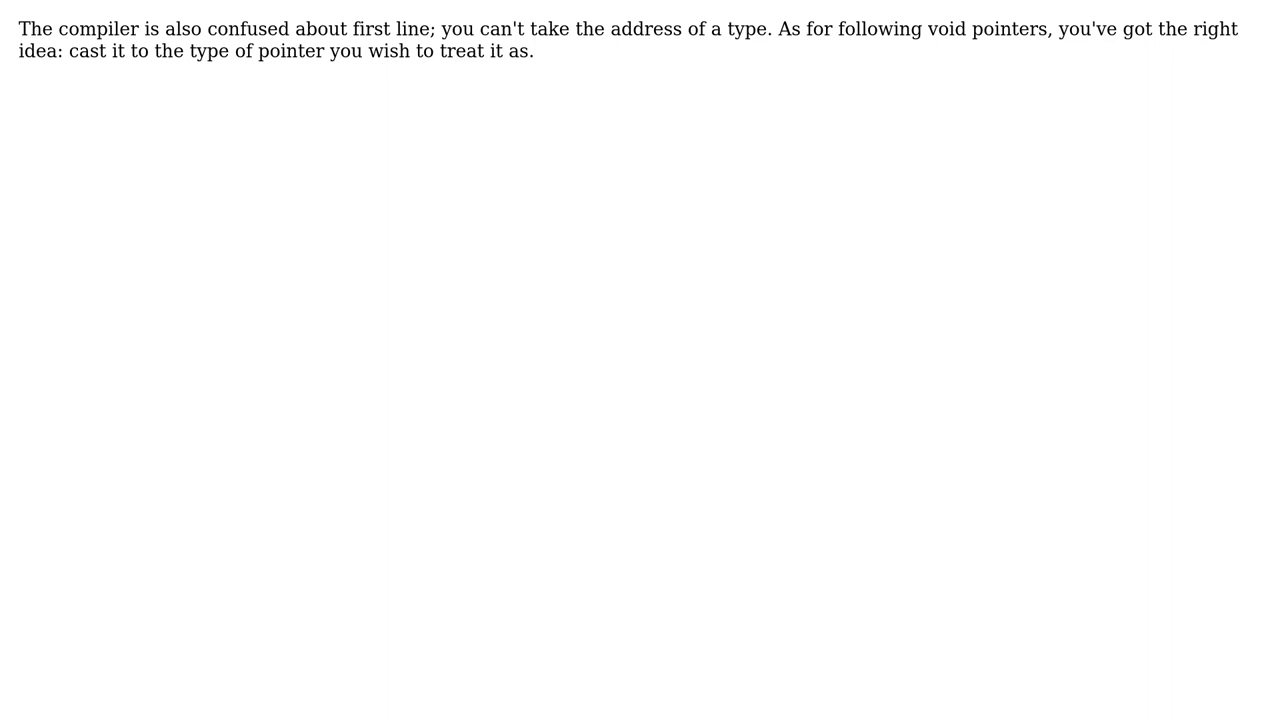 The compiler is also confused about first line; you can't take the address of a type. As for following void pointers, you've got the right
idea: cast it to the type of pointer you wish to treat it as.